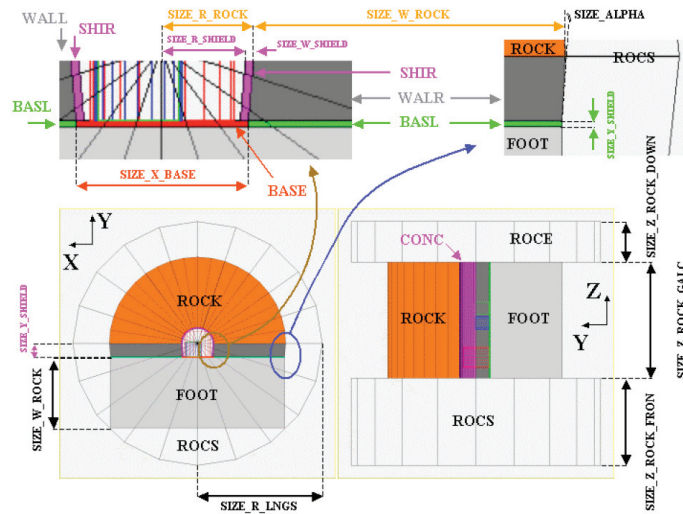 SIZE_R_ROCK
SIZE_W_ROCK
SIZE_ALPHA
WALL
SHIR
SIZE_R_SHIELD
SIZE_W_SHIELD
ROCK
ROCS
SHIR
WALR
BASL
BASL
SIZE_Y_SHIELD
FOOT
SIZE_X_BASE
BASE
SIZE_Z_ROCK_DOWN
Y
X
CONC
ROCE
ROCK
SIZE_Y_SHIELD
Z
Y
ROCK
FOOT
SIZE_Z_ROCK_GALC
SIZE_W_ROCK
FOOT
ROCS
ROCS
SIZE_Z_ROCK_FRON
SIZE_R_LNGS